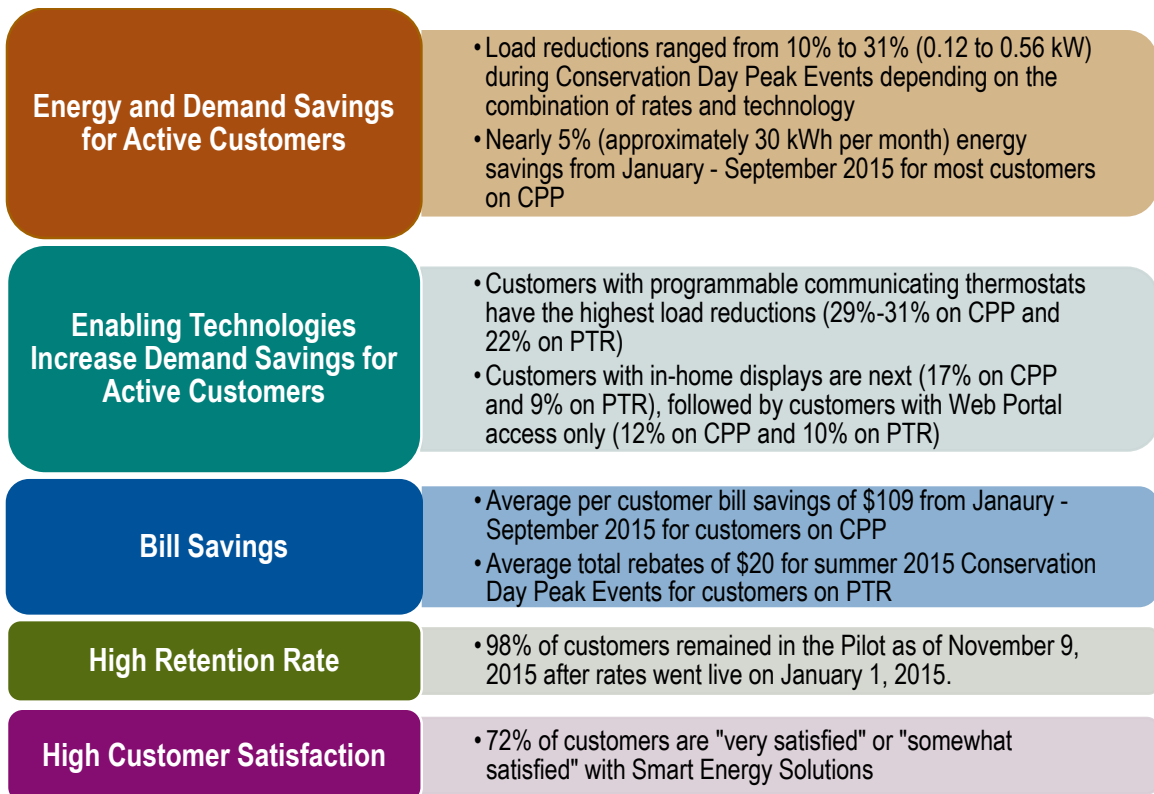 Energy and Demand Savings
for Active Customers
• Load reductions ranged from 10% to 31% (0.12 to 0.56 kW)
during Conservation Day Peak Events depending on the
combination of rates and technology
• Nearly 5% (approximately 30 kWh per month) energy
savings from January - September 2015 for most customers
on CPP
Enabling Technologies
Increase Demand Savings for
Active Customers
• Customers with programmable communicating thermostats
have the highest load reductions (29%-31% on CPP and
22% on PTR)
• Customers with in-home displays are next (17% on CPP
and 9% on PTR), followed by customers with Web Portal
access only (12% on CPP and 10% on PTR)
Bill Savings
• Average per customer bill savings of $109 from Janaury -
September 2015 for customers on CPP
• Average total rebates of $20 for summer 2015 Conservation
Day Peak Events for customers on PTR
High Retention Rate
• 98% of customers remained in the Pilot as of November 9,
2015 after rates went live on January 1, 2015.
High Customer Satisfaction
• 72% of customers are "very satisfied" or "somewhat
satisfied" with Smart Energy Solutions